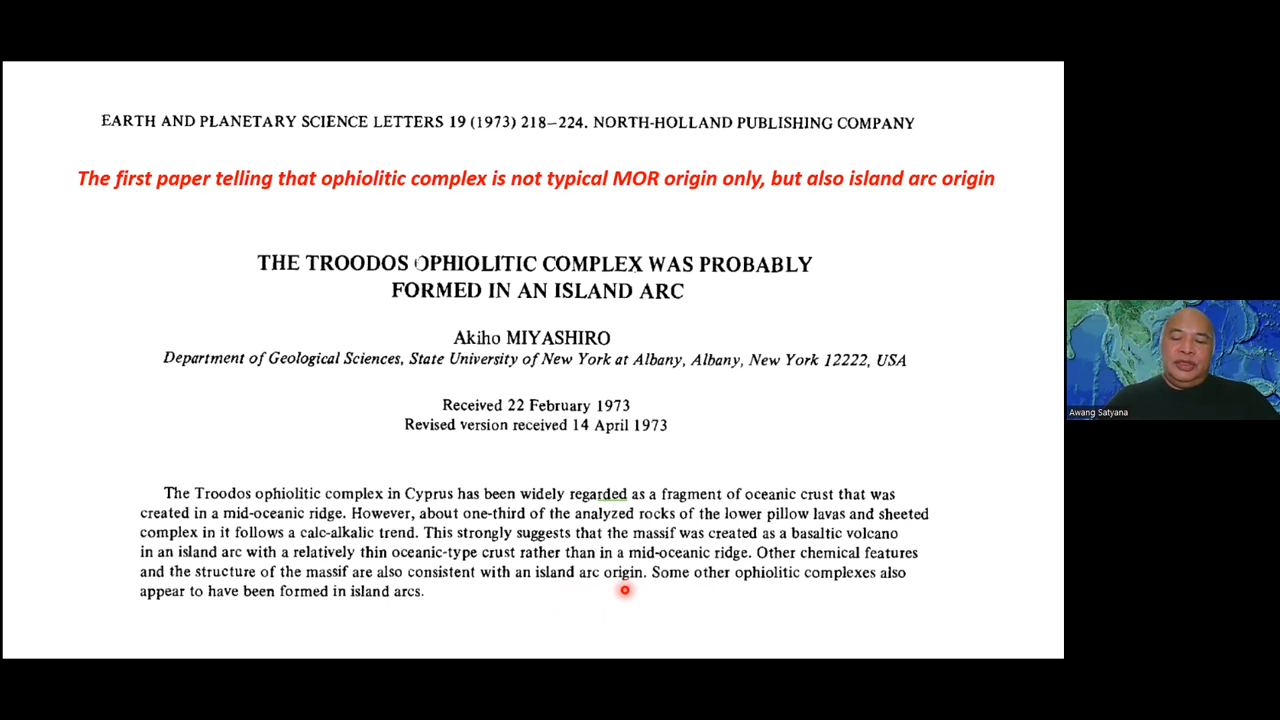 EARTH AND PLANETARY SCIENCE LETTERS 19 (1973) 218–224. NORTH-HOLLAND PUBLISHING COMPANY
The first paper telling that ophiolitic complex is not typical MOR origin only, but also island arc origin
THE TROODOS OPHIOLITIC COMPLEX WAS PROBABLY
FORMED IN AN ISLAND ARC
Akiho MIYASHIRO
Department of Geological Sciences, State University of New York at Albany, Albany, New York 12222, USA
Received 22 February 1973
Revised version received 14 April 1973
The Troodos ophiolitic complex in Cyprus has been widely regarded as a fragment of oceanic crust that was
created in a mid-oceanic ridge. However, about one-third of the analyzed rocks of the lower pillow lavas and sheeted
complex in it follows a calc-alkalic trend. This strongly suggests that the massif was created as a basaltic volcano
in an island arc with a relatively thin oceanic-type crust rather than in a mid-oceanic ridge. Other chemical features
and the structure of the massif are also consistent with an island arc origin. Some other ophiolitic complexes also
appear to have been formed in island arcs.
Awang Satyana